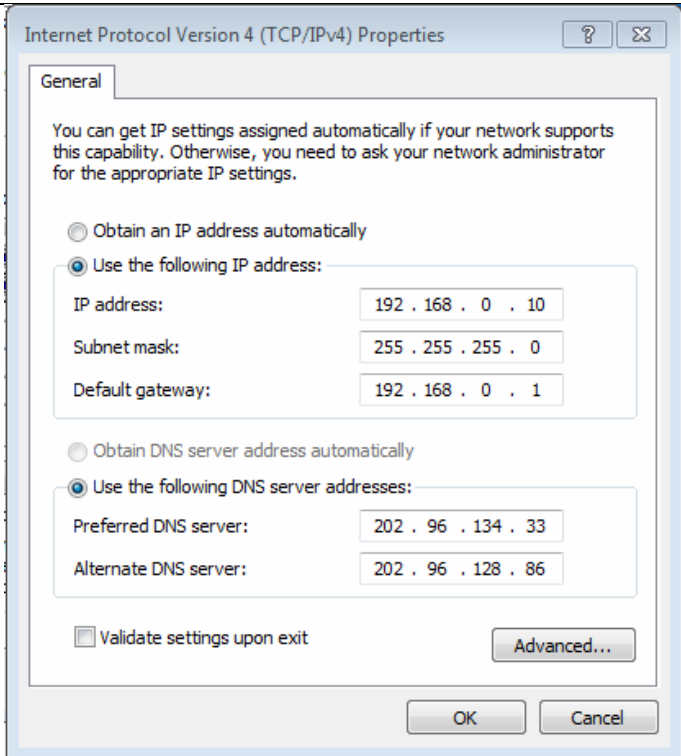 Internet Protocol Version 4 (TCP/IPv4) Properties
General
You can get IP settings assigned automatically if your network supports
this capability. Otherwise, you need to ask your network administrator
for the appropriate IP settings.
Obtain an IP address automatically
Use the following IP address:
IP address: 192 . 168 . 0 . 10
Subnet mask: 255 . 255 . 255 . 0
Default gateway: 192 . 168 . 0 . 1
Obtain DNS server address automatically
Use the following DNS server addresses:
Preferred DNS server: 202 . 96 . 134 . 33
Alternate DNS server: 202 . 96 . 128 . 86
Validate settings upon exit
Advanced...
OK Cancel